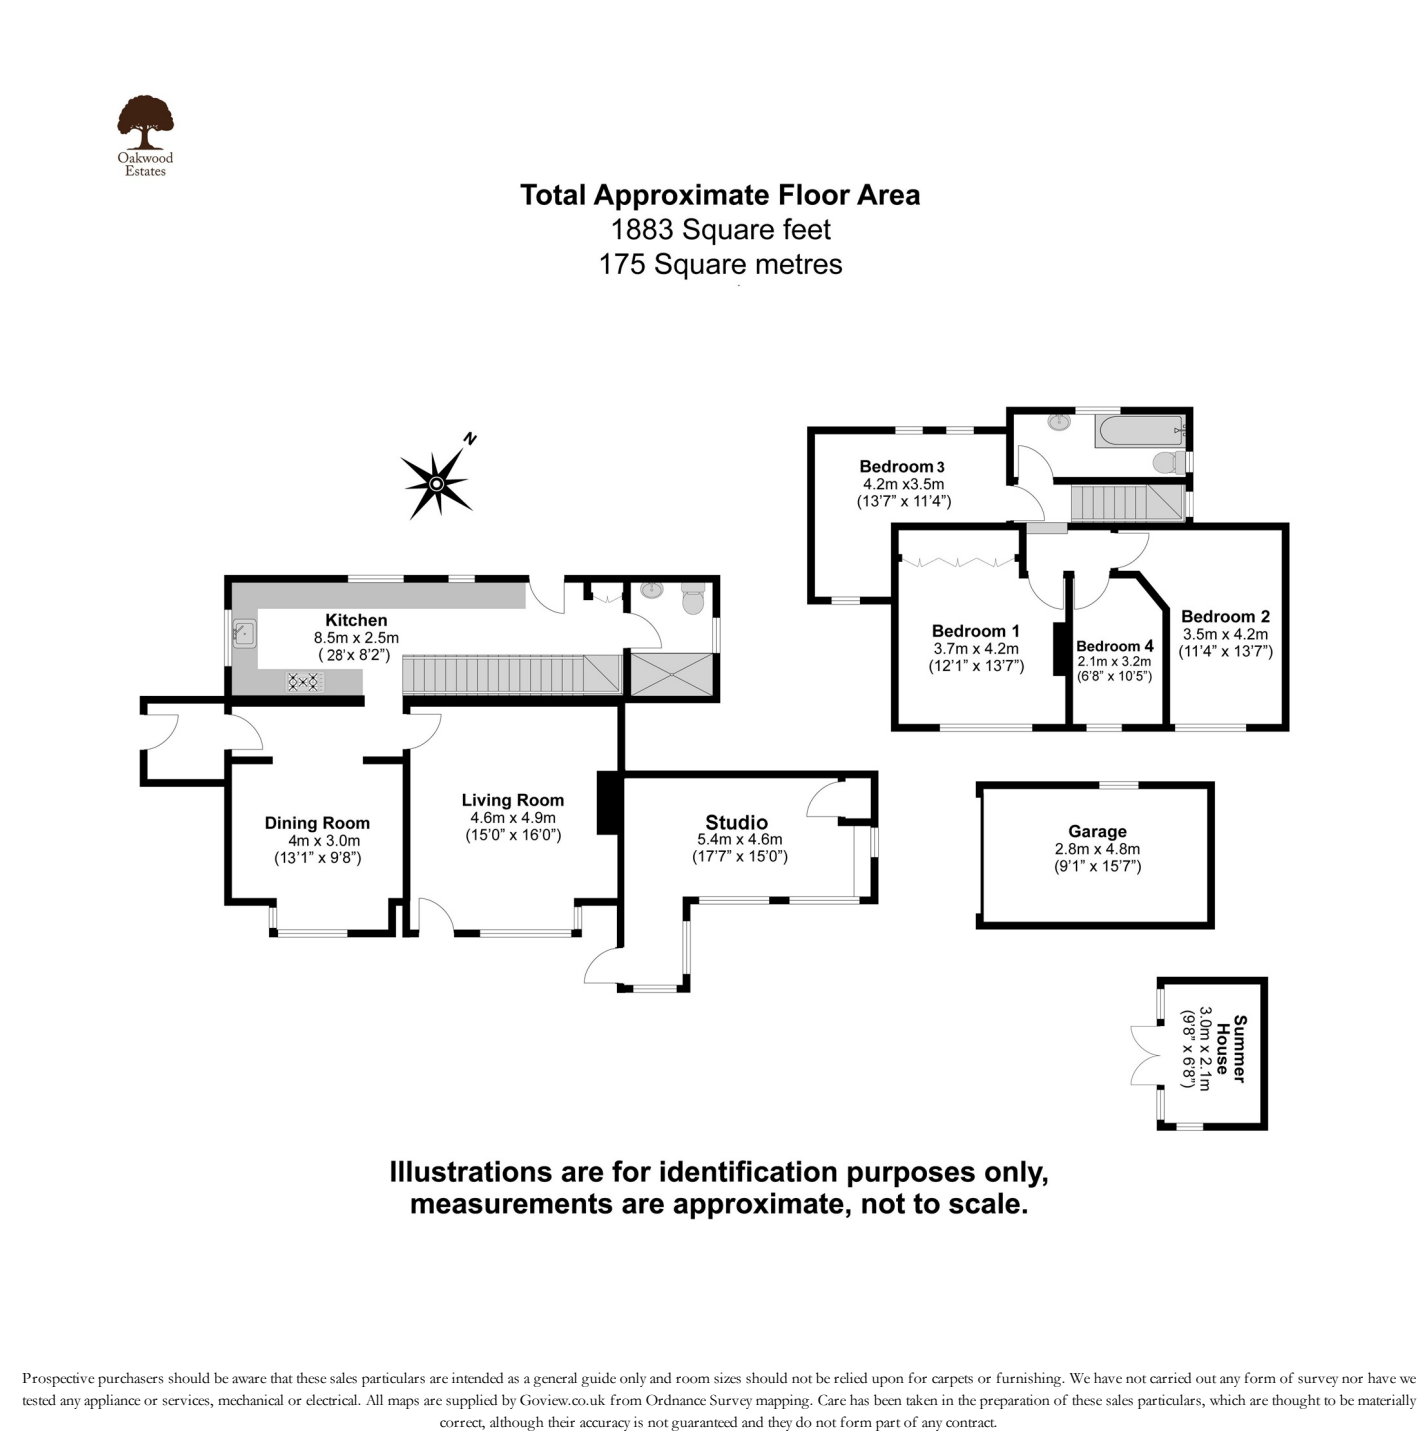 Oakwood
Estates
Total Approximate Floor Area
1883 Square feet
175 Square metres
N
Bedroom 3
4.2m x3.5m
(13’7” x 11’4”)
Kitchen
8.5m x 2.5m
( 28’x 8’2”)
Bedroom 1
3.7m x 4.2m
(12’1” x 13’7”)
Bedroom 4
2.1m x 3.2m
(6’8” x 10’5”)
Bedroom 2
3.5m x 4.2m
(11’4” x 13’7”)
Dining Room
4m x 3.0m
(13’1” x 9’8”)
Living Room
4.6m x 4.9m
(15’0” x 16’0”)
Studio
5.4m x 4.6m
(17’7” x 15’0”)
Garage
2.8m x 4.8m
(9’1” x 15’7”)
Summer
House
3.0m x 2.1m
(9’8” x 6’8”)
Illustrations are for identification purposes only,
measurements are approximate, not to scale.
Prospective purchasers should be aware that these sales particulars are intended as a general guide only and room sizes should not be relied upon for carpets or furnishing. We have not carried out any form of survey nor have we
tested any appliance or services, mechanical or electrical. All maps are supplied by Goview.co.uk from Ordnance Survey mapping. Care has been taken in the preparation of these sales particulars, which are thought to be materially
correct, although their accuracy is not guaranteed and they do not form part of any contract.